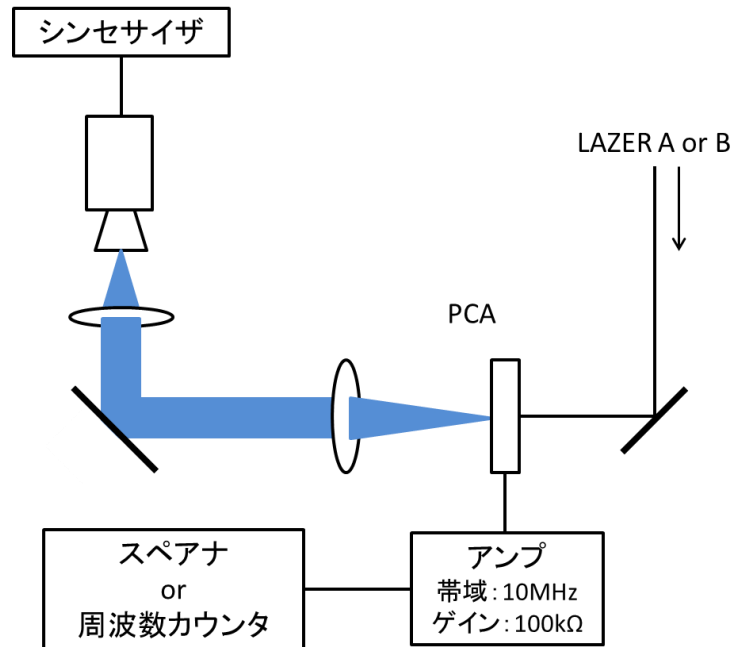 シンセサイザ
LAZER A or B
PCA
スペアナ
or
周波数カウンタ
アンプ
帯域：10MHz
ゲイン：100kΩ